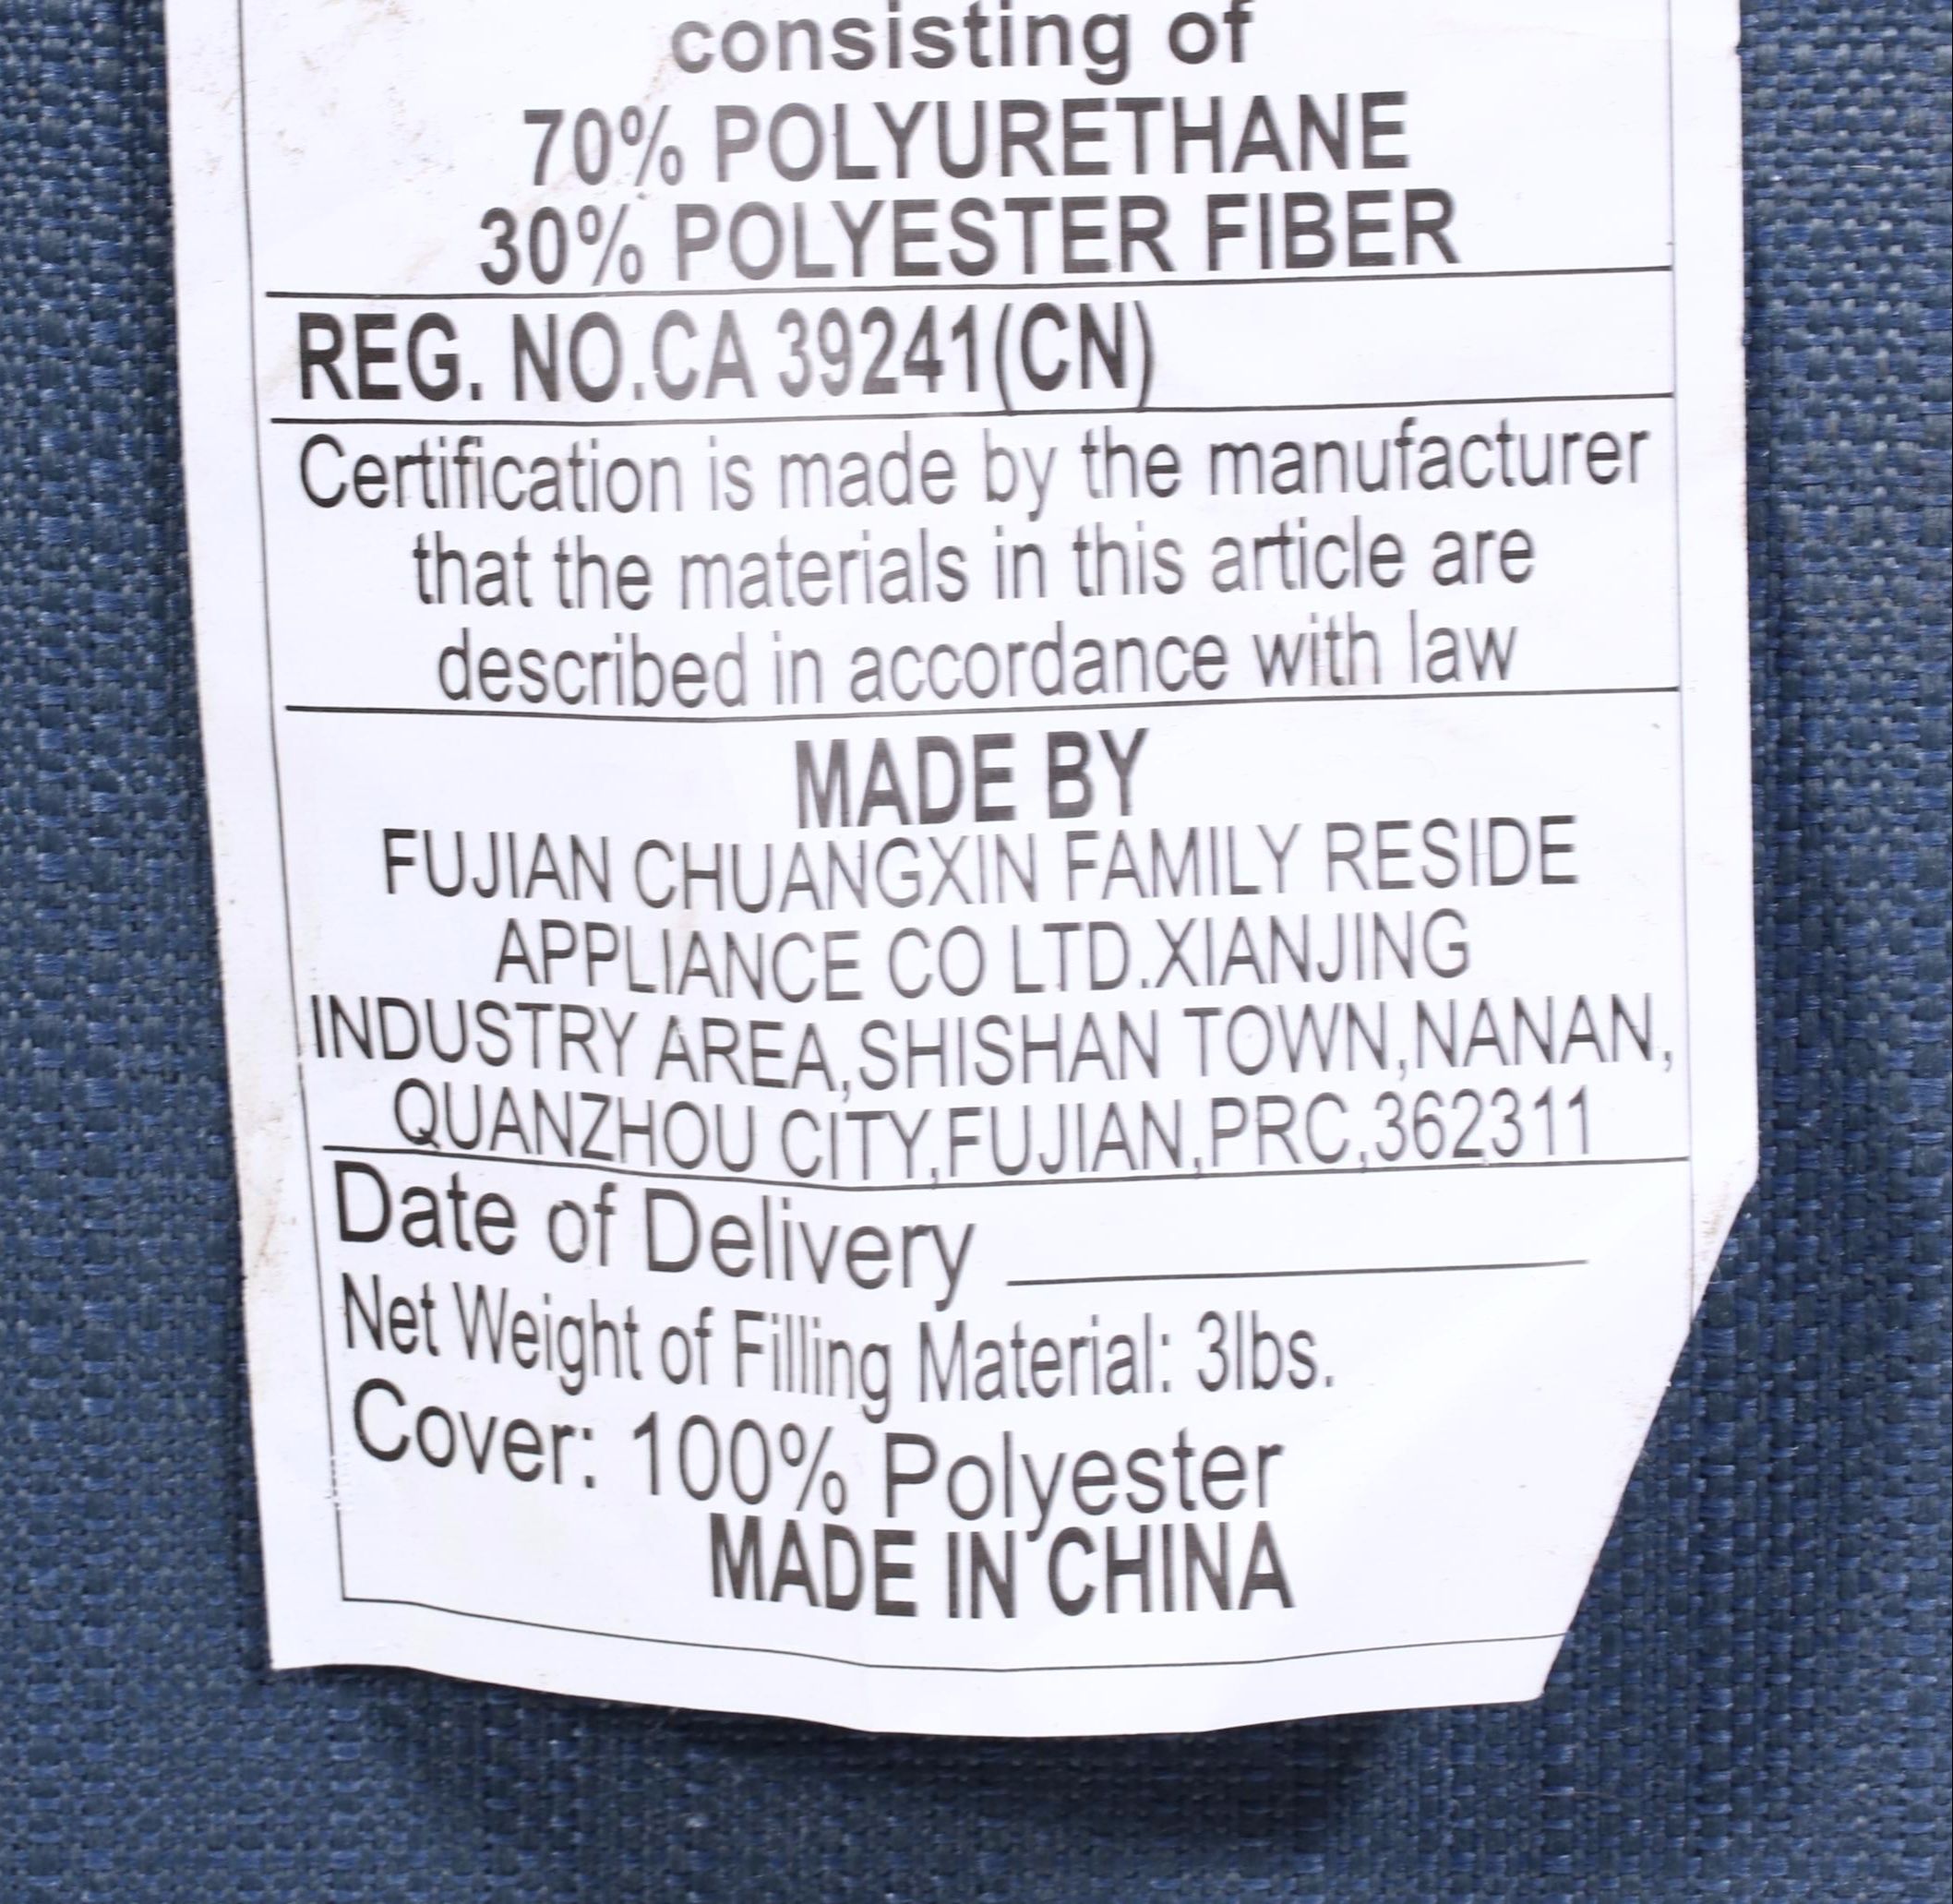 consisting of
70% POLYURETHANE
30% POLYESTER FIBER
REG. NO.CA 39241(CN)
Certification is made by the manufacturer
that the materials in this article are
described in accordance with law
MADE BY
FUJIAN CHUANGXIN FAMILY RESIDE
APPLIANCE CO LTD.XIANJING
INDUSTRY AREA,SHISHAN TOWN,NANAN,
QUANZHOU CITY,FUJIAN,PRC,362311
Date of Delivery
Net Weight of Filling Material: 3lbs.
Cover: 100% Polyester
MADE IN CHINA